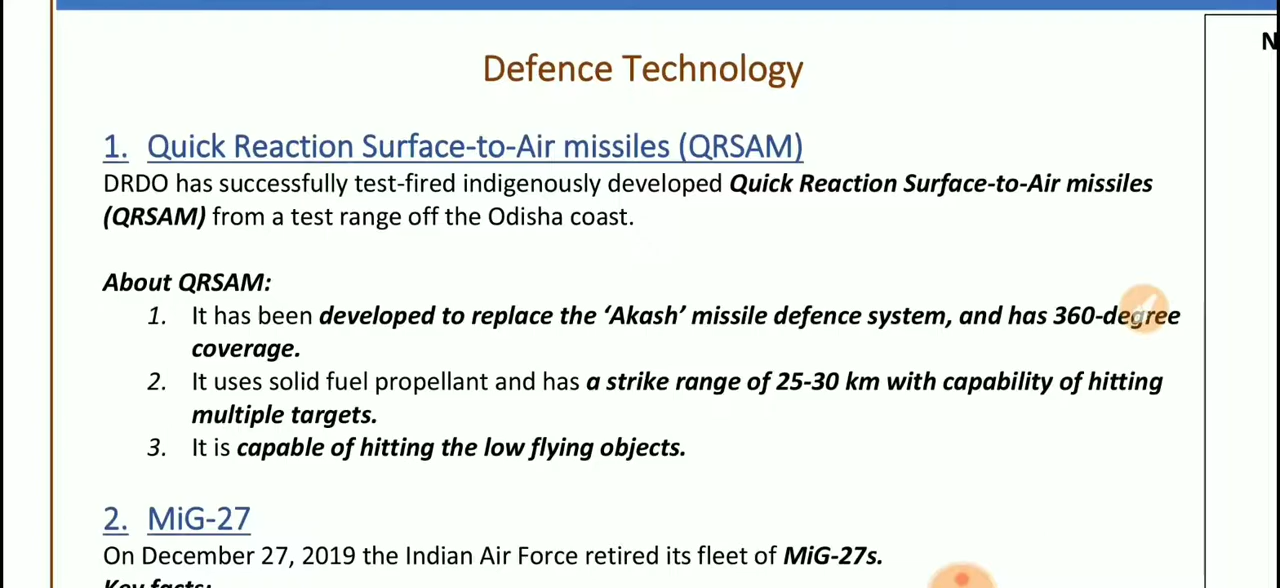 N
Defence Technology
1. Quick Reaction Surface-to-Air missiles (QRSAM)
DRDO has successfully test-fired indigenously developed Quick Reaction Surface-to-Air missiles
(QRSAM) from a test range off the Odisha coast.
About QRSAM:
1. It has been developed to replace the ‘Akash’ missile defence system, and has 360-degree
coverage.
2. It uses solid fuel propellant and has a strike range of 25-30 km with capability of hitting
multiple targets.
3. It is capable of hitting the low flying objects.
2. MiG-27
On December 27, 2019 the Indian Air Force retired its fleet of MiG-27s.
Key facts: